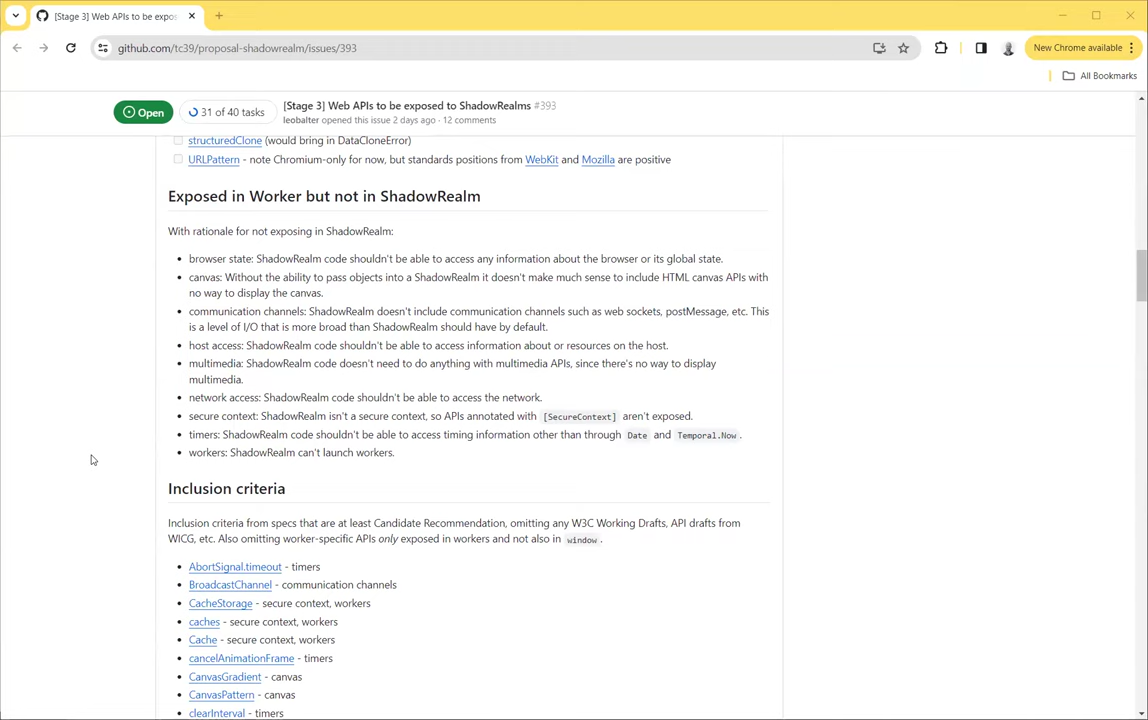 [Stage 3] Web APIs to be expos
github.com/tc39/proposal-shadowrealm/issues/393
New Chrome available
All Bookmarks
Open
31 of 40 tasks
[Stage 3] Web APIs to be exposed to ShadowRealms #393
leobalter opened this issue 2 days ago · 12 comments
structuredClone (would bring in DataCloneError)
URLPattern - note Chromium-only for now, but standards positions from WebKit and Mozilla are positive
Exposed in Worker but not in ShadowRealm
With rationale for not exposing in ShadowRealm:
• browser state: ShadowRealm code shouldn't be able to access any information about the browser or its global state.
• canvas: Without the ability to pass objects into a ShadowRealm it doesn't make much sense to include HTML canvas APIs with
no way to display the canvas.
• communication channels: ShadowRealm doesn't include communication channels such as web sockets, postMessage, etc. This
is a level of I/O that is more broad than ShadowRealm should have by default.
• host access: ShadowRealm code shouldn't be able to access information about or resources on the host.
• multimedia: ShadowRealm code doesn't need to do anything with multimedia APIs, since there's no way to display
multimedia.
• network access: ShadowRealm code shouldn't be able to access the network.
• secure context: ShadowRealm isn't a secure context, so APIs annotated with [SecureContext] aren't exposed.
• timers: ShadowRealm code shouldn't be able to access timing information other than through Date and Temporal.Now.
• workers: ShadowRealm can't launch workers.
Inclusion criteria
Inclusion criteria from specs that are at least Candidate Recommendation, omitting any W3C Working Drafts, API drafts from
WICG, etc. Also omitting worker-specific APIs only exposed in workers and not also in window.
• AbortSignal.timeout - timers
• BroadcastChannel - communication channels
• CacheStorage - secure context, workers
• caches - secure context, workers
• Cache - secure context, workers
• cancelAnimationFrame - timers
• CanvasGradient - canvas
• CanvasPattern - canvas
• clearInterval - timers